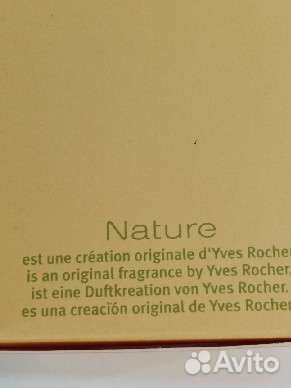 Nature
est une création originale d'Yves Rocher
is an original fragrance by Yves Rocher.
ist eine Duftkreation von Yves Rocher.
es una creación original de Yves Rocher
Avito